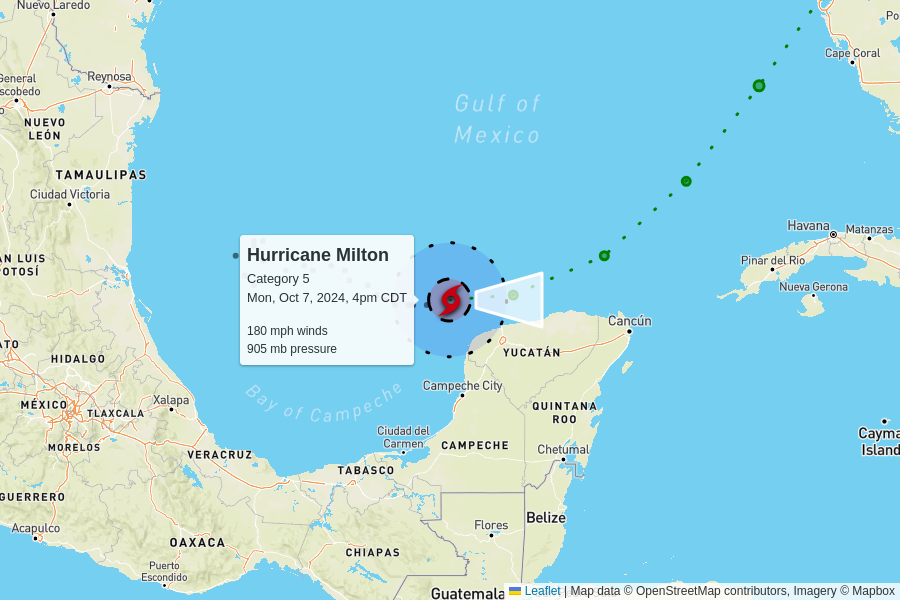 Nuevo Laredo
Cape Coral
General
scobedo
Reynosa
Gulf of
Mexico
NUEVO
LEÓN
TAMAULIPAS
Ciudad Victoria
Havana
Matanzas
Pinar del Rio
Nueva Gerona
AN LUIS
POTOSÍ
Hurricane Milton
Category 5
Mon, Oct 7, 2024, 4pm CDT
180 mph winds
905 mb pressure
Cancún
YUCATÁN
HIDALGO
Campeche City
Bay of Campeche
MÉXICO
TLAXCALA
Xalapa
QUINTANA
ROO
Ciudad del
Carmen
MORELOS
VERACRUZ
CAMPECHE
Chetumal
Cayma
Island
TABASCO
GUERRERO
Acapulco
OAXACA
CHIAPAS
Flores
Belize
Puerto
Escondido
Guatemala
Leaflet | Map data © OpenStreetMap contributors, Imagery © Mapbox